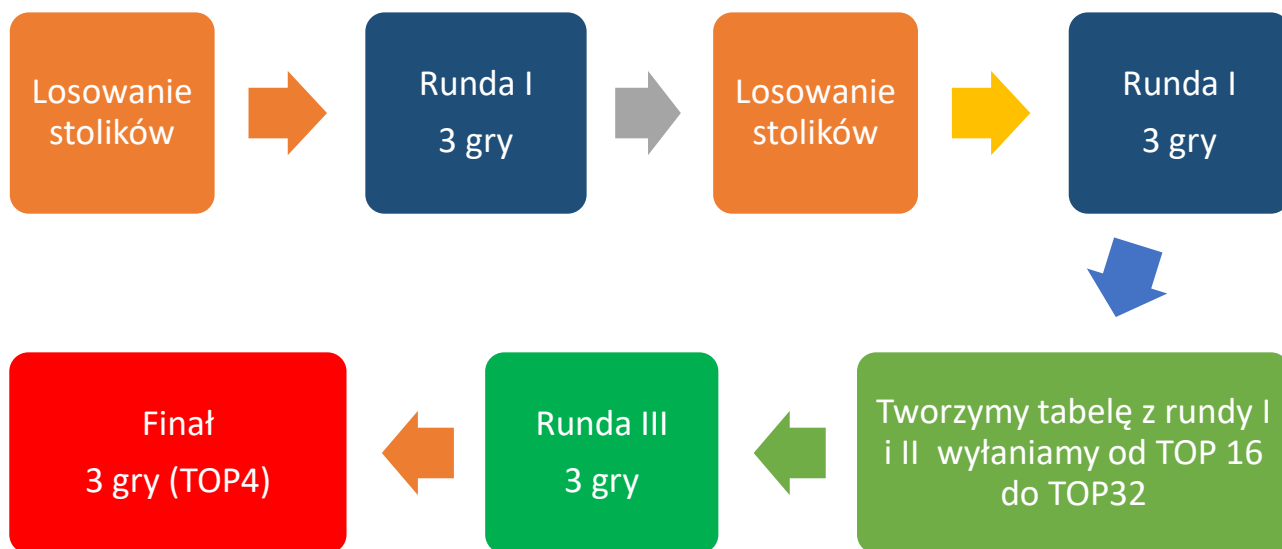 Losowanie
stolików
Runda I
3 gry
Losowanie
stolików
Runda I
3 gry
Tworzymy tabelę z rundy I
i II wyłaniamy od TOP 16
do TOP32
Runda III
3 gry
Finał
3 gry (TOP4)